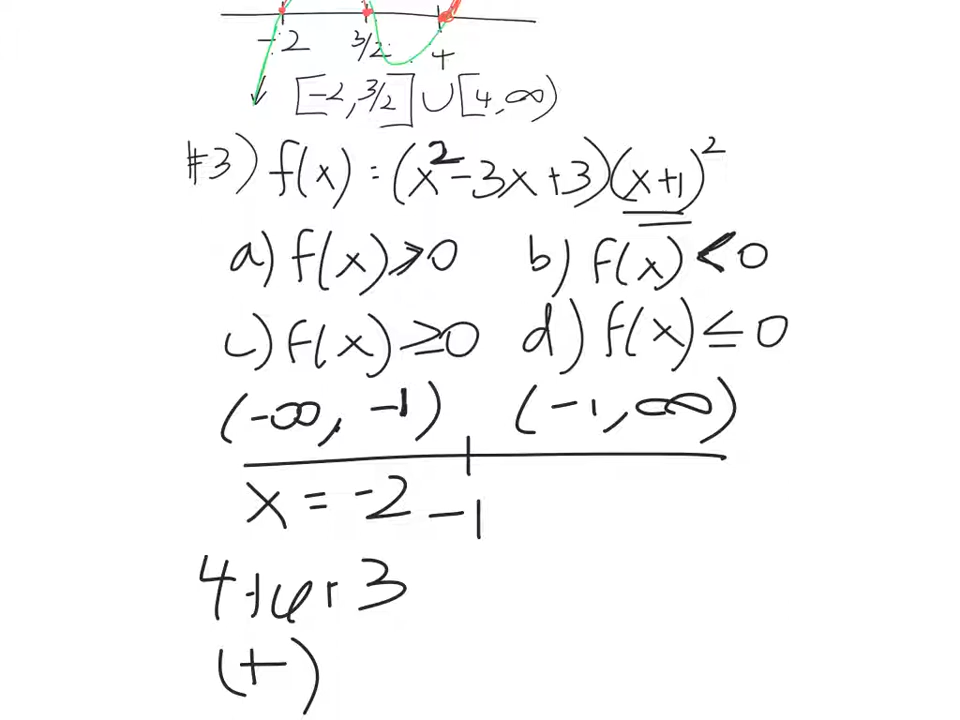 -2 3/2 4
[-2, 3/2] ∪ [4, ∞)
#3) f(x) = (x²-3x+3)(x+1)²
a) f(x) > 0 b) f(x) < 0
c) f(x) ≥ 0 d) f(x) ≤ 0
(-∞, -1) (-1, ∞)
x = -2 -1
4+6+3
(+)